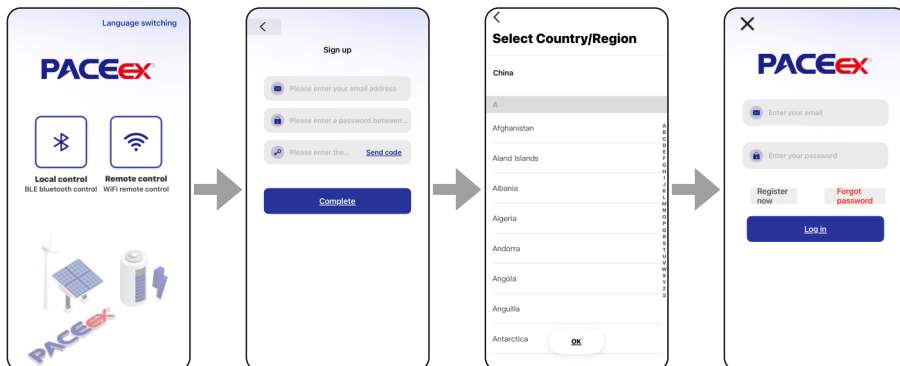 Language switching
PACEEX
Local control
BLE bluetooth control
Remote control
WiFi remote control
PACEEX
Sign up
Please enter your email address
Please enter a password between...
Please enter the...
Send code
Complete
Select Country/Region
China
A
Afghanistan
Aland Islands
Albania
Algeria
Andorra
Angola
Anguilla
Antarctica
OK
A
B
C
D
E
F
G
H
I
J
K
L
M
N
O
P
Q
R
S
T
U
V
W
X
Y
Z
#
PACEEX
Enter your email
Enter your password
Register
now
Forgot
password
Log in